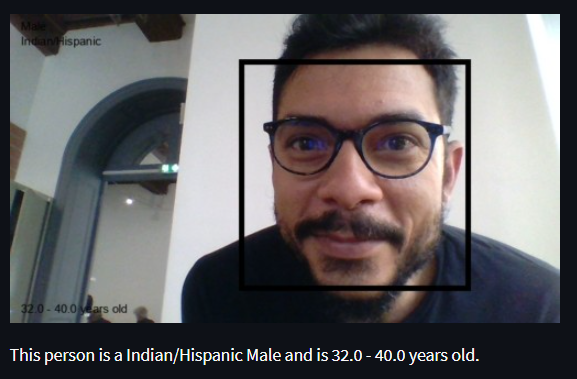 Male
Indian/Hispanic
32.0 - 40.0 years old
This person is a Indian/Hispanic Male and is 32.0 - 40.0 years old.